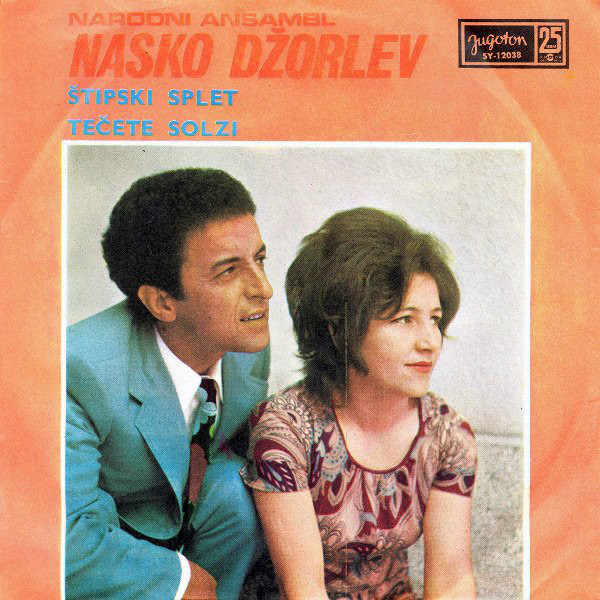 NARODNI ANSAMBL
NASKO DŽORLEV
ŠTIPSKI SPLET
TEČETE SOLZI
Jugoton
SY-12038
25